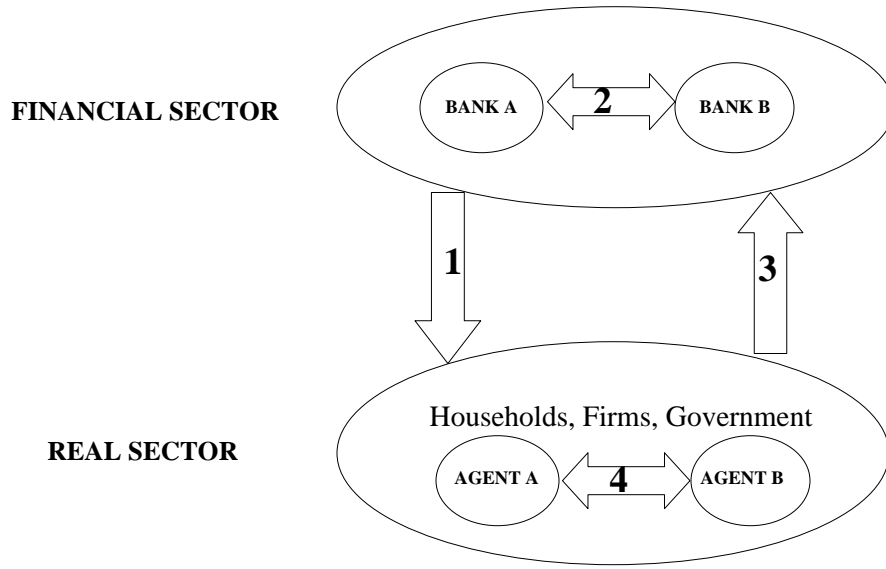 FINANCIAL SECTOR
BANK A
2
BANK B
1
3
Households, Firms, Government
REAL SECTOR
AGENT A
4
AGENT B